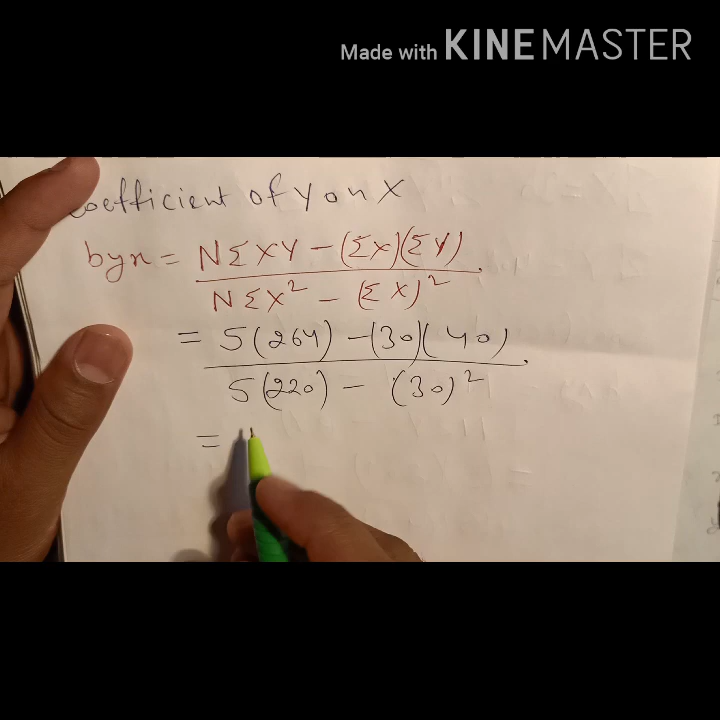 Made with KINEMASTER
coefficient of Y on X
byx = NΣXY - (ΣX)(ΣY)
NΣX² - (ΣX)²
= 5(264) - (30)(40)
5(220) - (30)²
=